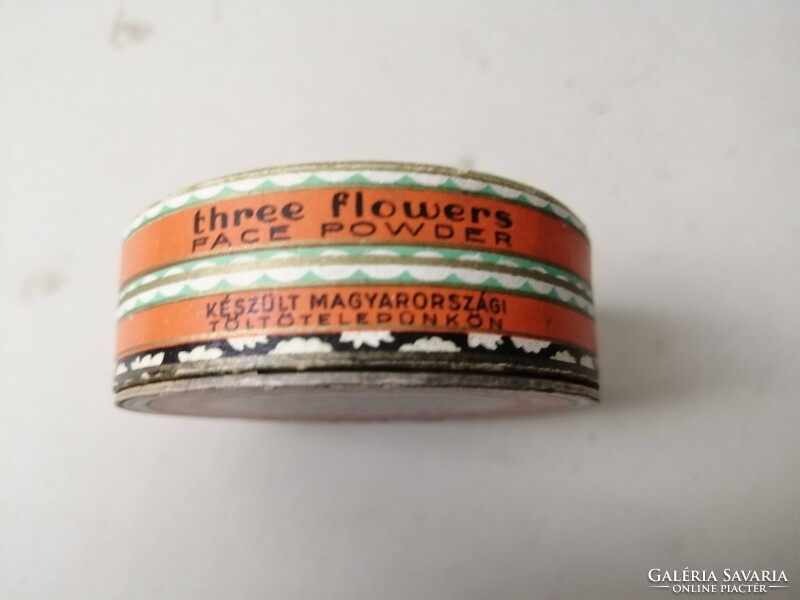 three flowers
FACE POWDER
KÉSZÜLT MAGYARORSZÁGI
TÖLTŐTELEPÜNKÖN
GALÉRIA SAVARIA
ONLINE PIACTÉR